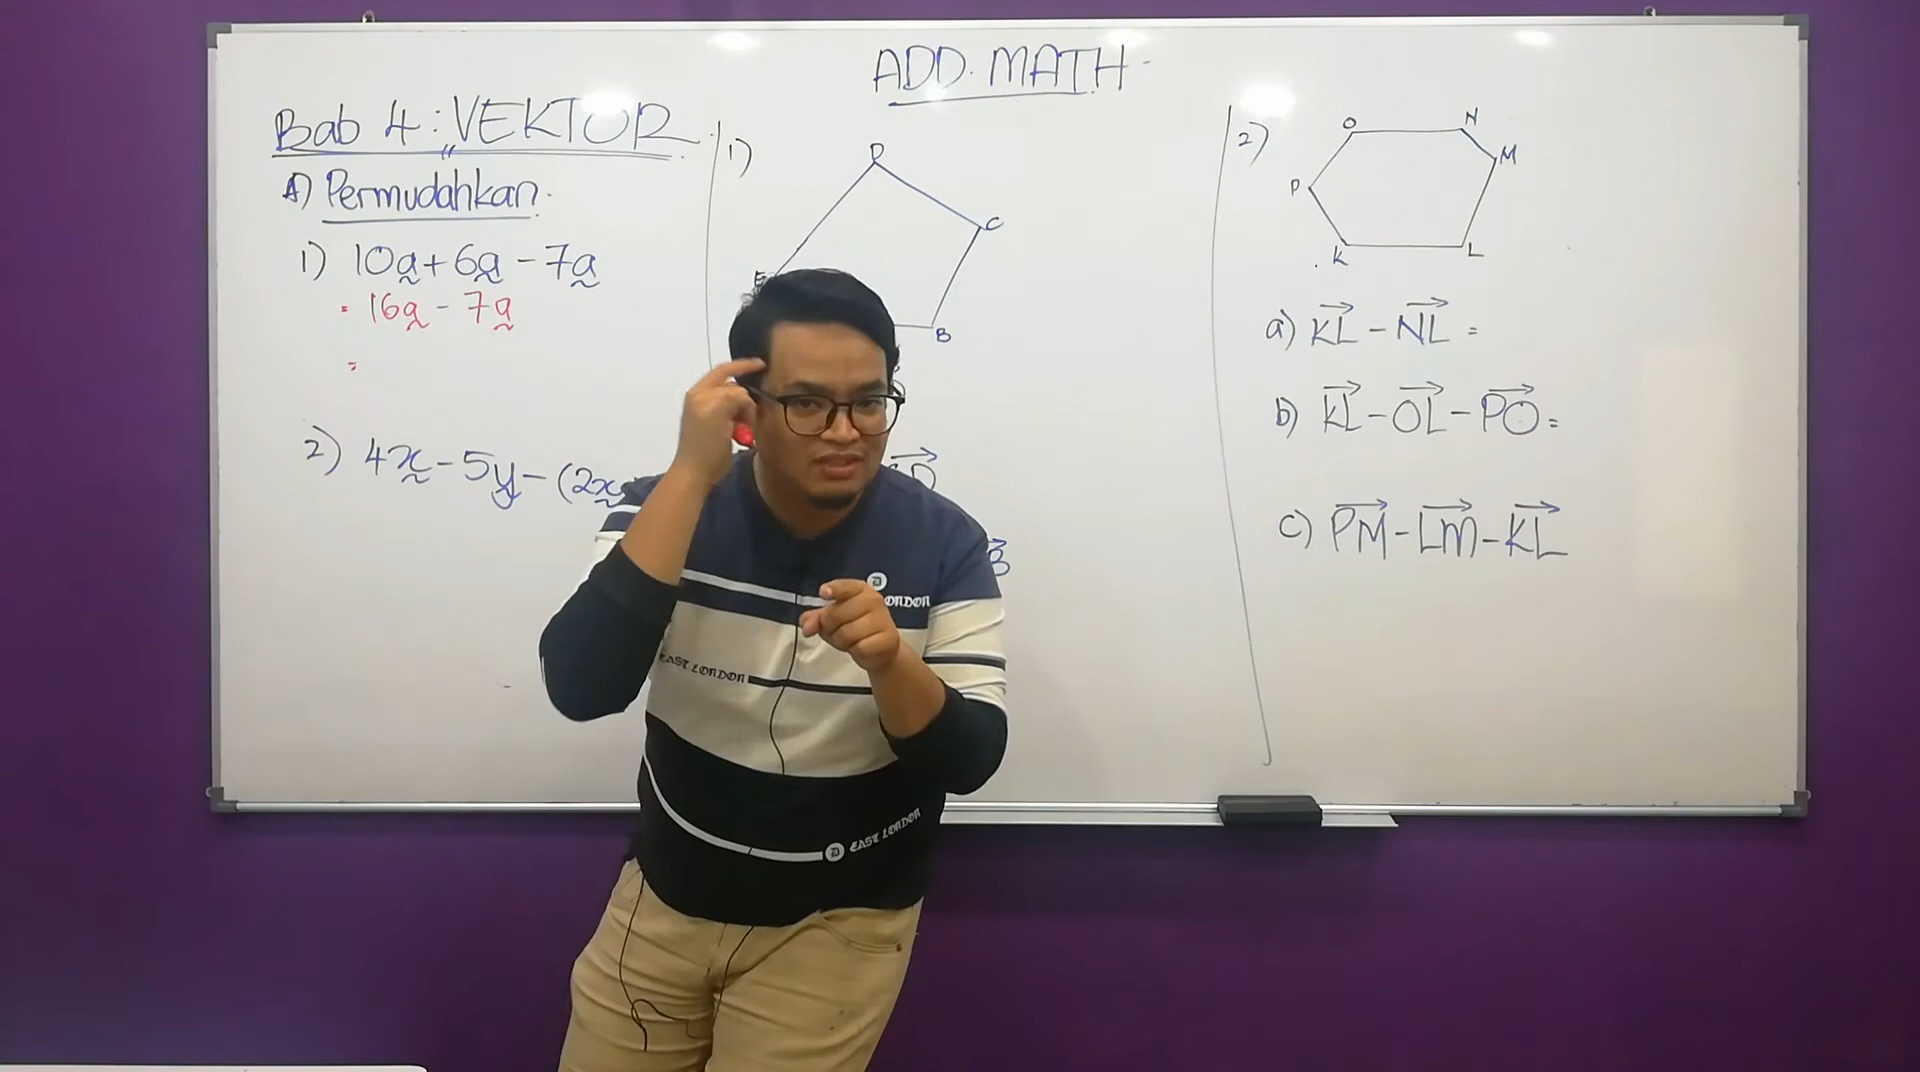 ADD. MATH
Bab 4 : VEKTOR
A) Permudahkan.
1) 10a + 6a - 7a
= 16a - 7a
=
2) 4x - 5y - (2x
1)
D
C
E
B
2)
O
N
M
P
K
L
a) KL - NL =
b) KL - OL - PO =
c) PM - LM - KL
LONDON
EAST LONDON
EAST LONDON